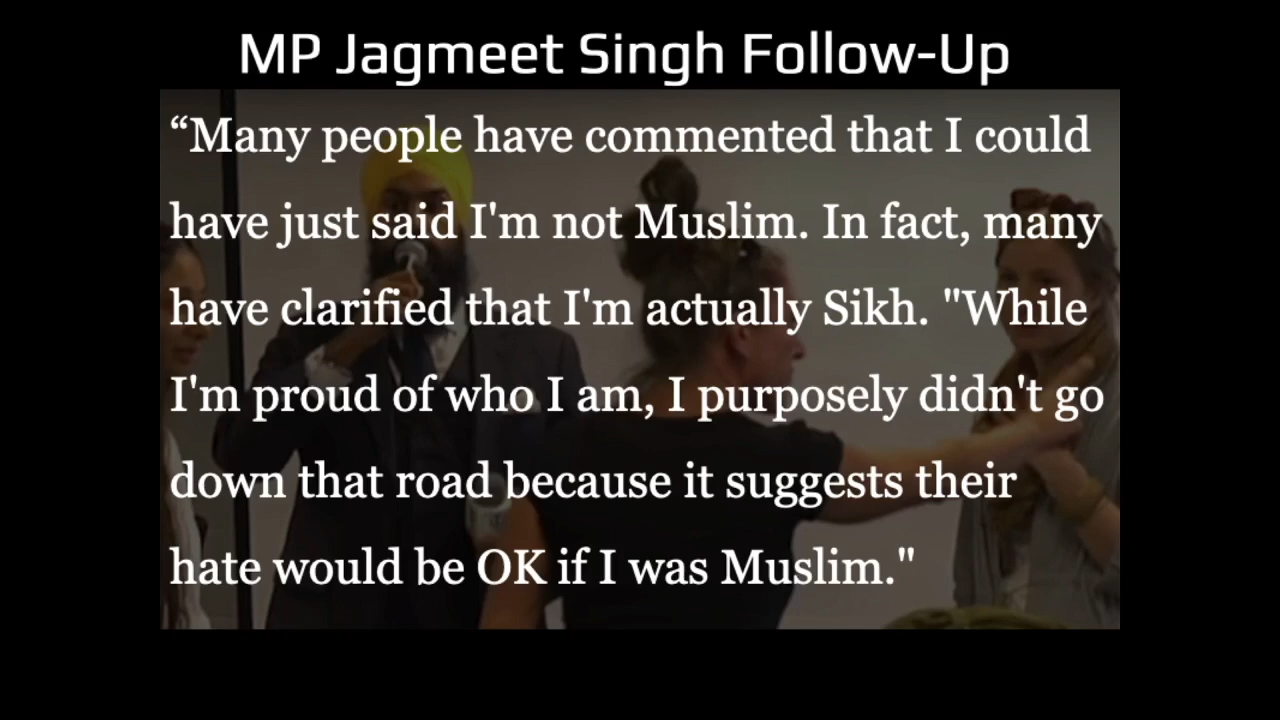 MP Jagmeet Singh Follow-Up
“Many people have commented that I could
have just said I'm not Muslim. In fact, many
have clarified that I'm actually Sikh. "While
I'm proud of who I am, I purposely didn't go
down that road because it suggests their
hate would be OK if I was Muslim."